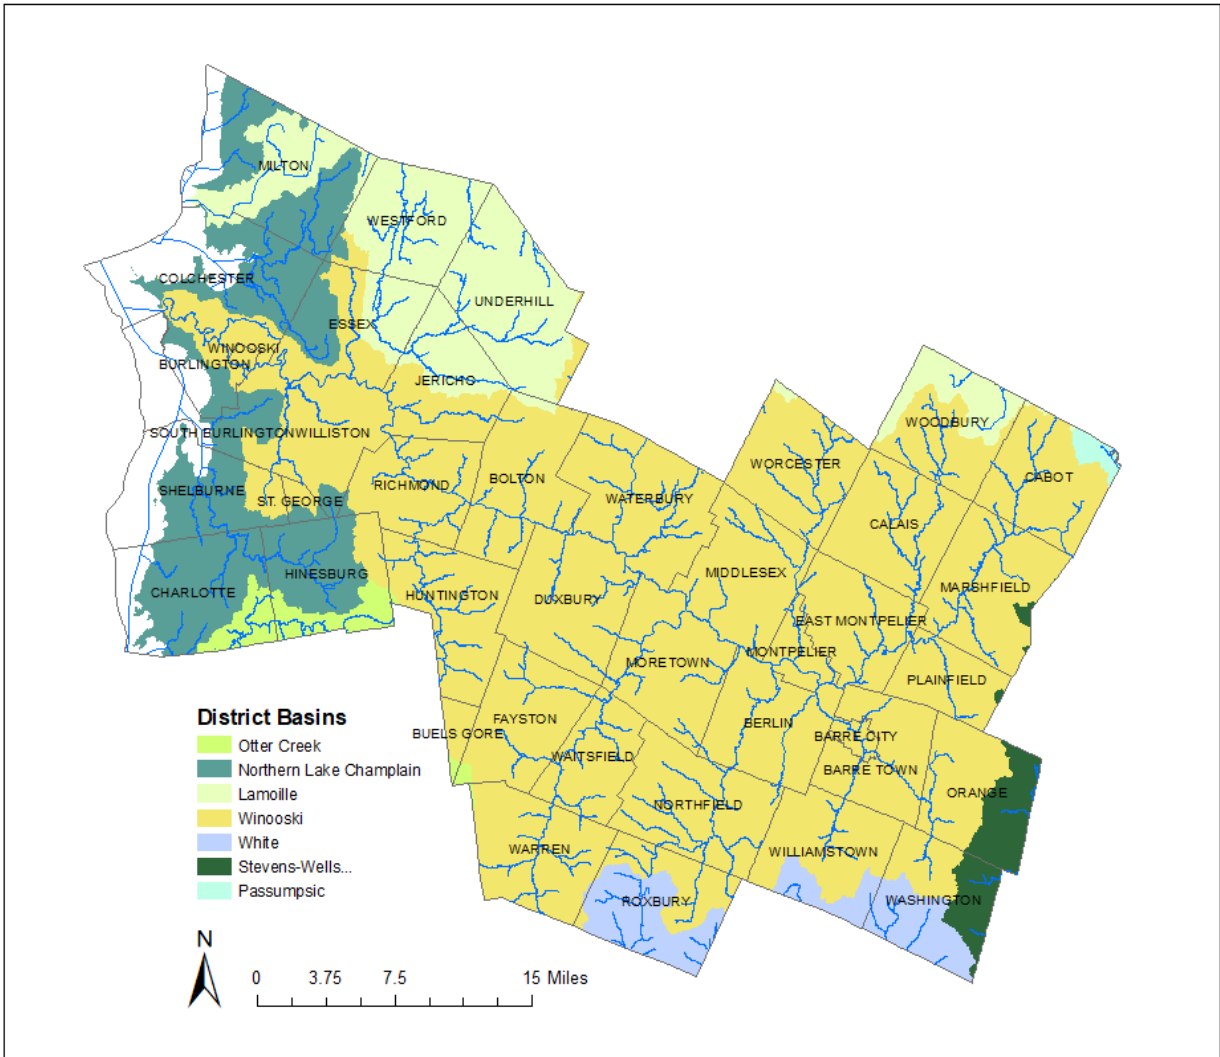 MILTON
WESTFORD
COLCHESTER
UNDERHILL
ESSEX
WINOOSKI
BURLINGTON
JERICHO
WOODBURY
SOUTH BURLINGTON
WILLISTON
WORCESTER
CABOT
SHELBURNE
RICHMOND
BOLTON
ST. GEORGE
WATERBURY
CALAIS
HINESBURG
MIDDLESEX
MARSHFIELD
CHARLOTTE
HUNTINGTON
DUXBURY
EAST MONTPELIER
MONTPELIER
MORETOWN
PLAINFIELD
FAYSTON
BERLIN
BUELS GORE
BARRE CITY
WAITSFIELD
BARRE TOWN
ORANGE
NORTHFIELD
WARREN
WILLIAMSTOWN
ROXBURY
WASHINGTON
District Basins
Otter Creek
Northern Lake Champlain
Lamoille
Winooski
White
Stevens-Wells...
Passumpsic
N
0 3.75 7.5 15 Miles